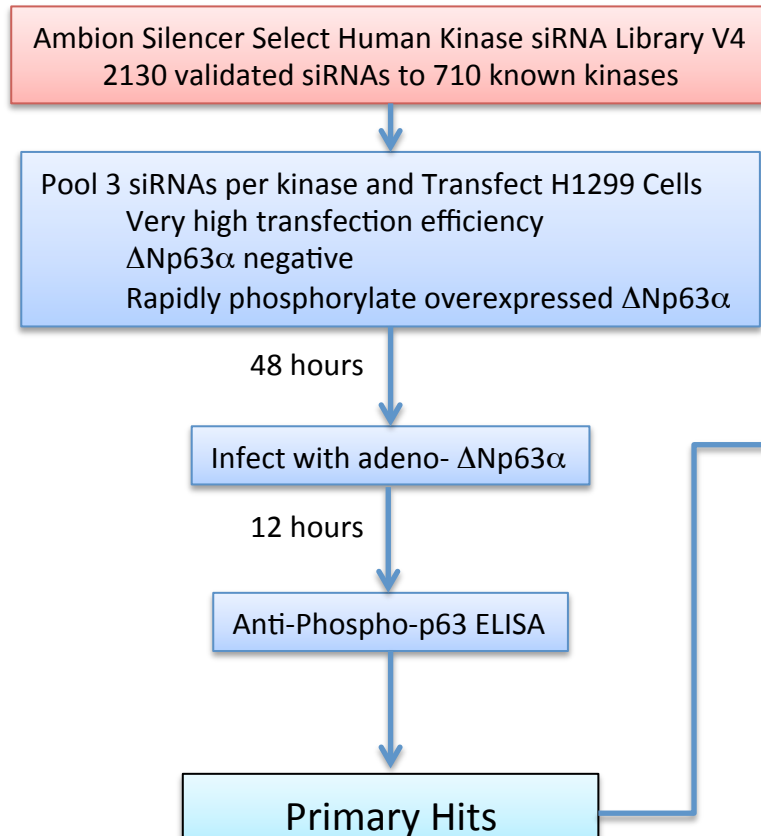 Ambion Silencer Select Human Kinase siRNA Library V4
2130 validated siRNAs to 710 known kinases
Pool 3 siRNAs per kinase and Transfect H1299 Cells
Very high transfection efficiency
ΔNp63α negative
Rapidly phosphorylate overexpressed ΔNp63α
48 hours
Infect with adeno- ΔNp63α
12 hours
Anti-Phospho-p63 ELISA
Primary Hits